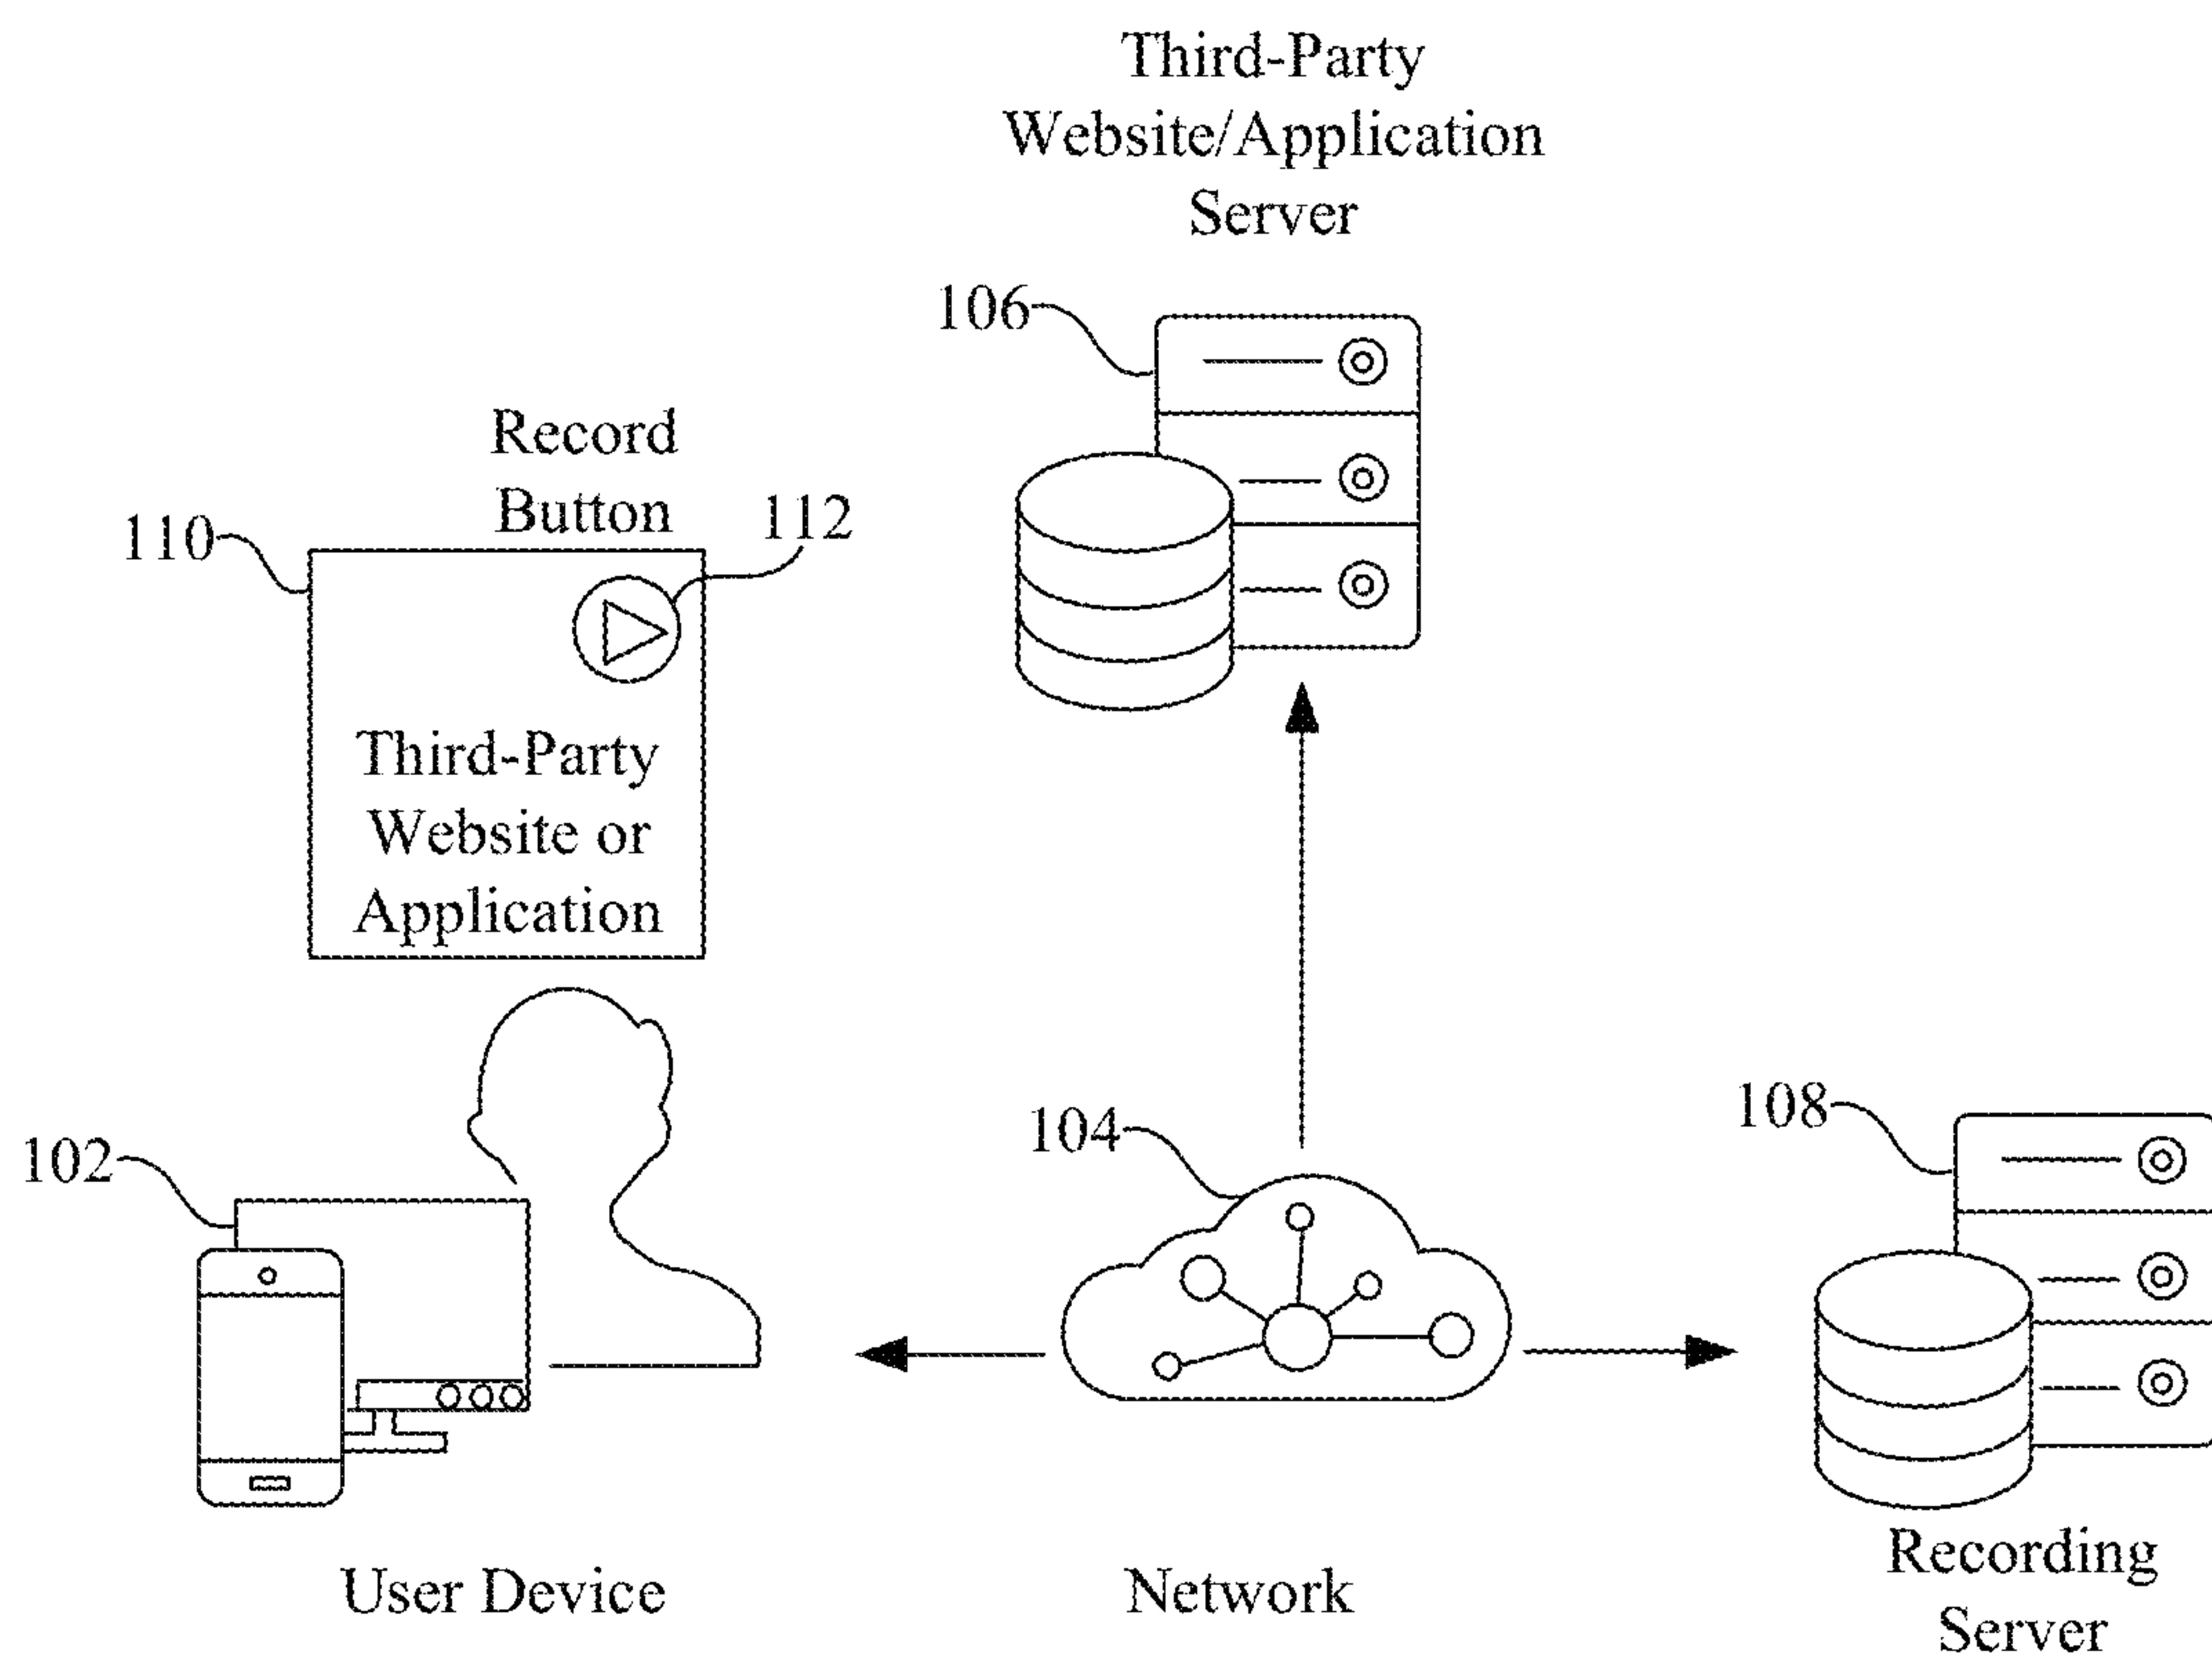 Third-Party
Website/Application
Server
106
Record
Button
112
110
Third-Party
Website or
Application
102
104
108
User Device
Network
Recording
Server